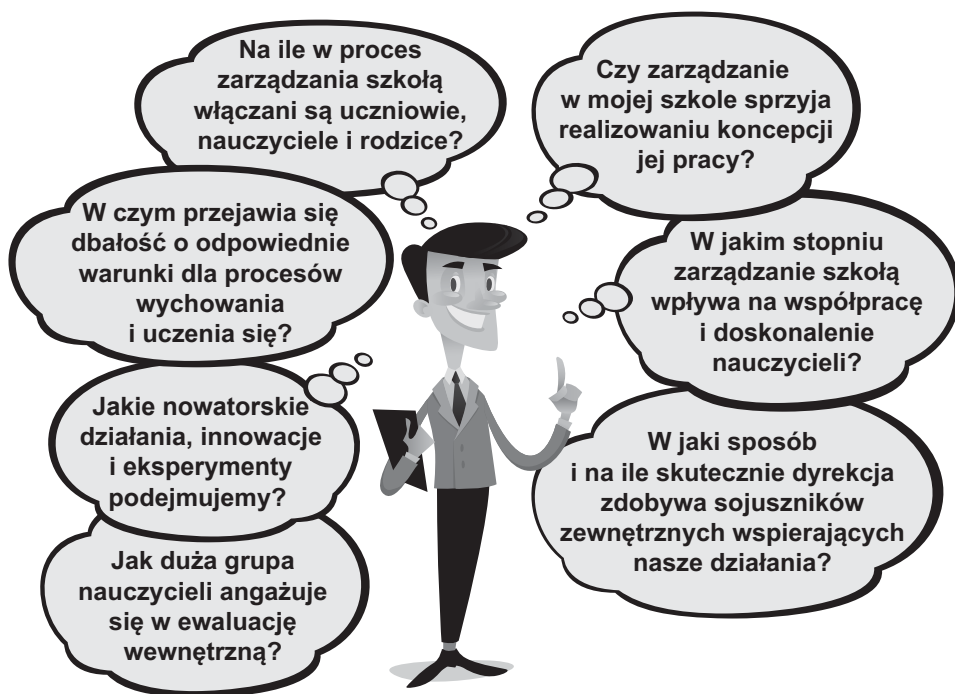 Na ile w proces
zarządzania szkołą
włączani są uczniowie,
nauczyciele i rodzice?
Czy zarządzanie
w mojej szkole sprzyja
realizowaniu koncepcji
jej pracy?
W czym przejawia się
dbałość o odpowiednie
warunki dla procesów
wychowania
i uczenia się?
W jakim stopniu
zarządzanie szkołą
wpływa na współpracę
i doskonalenie
nauczycieli?
Jakie nowatorskie
działania, innowacje
i eksperymenty
podejmujemy?
W jaki sposób
i na ile skutecznie dyrekcja
zdobywa sojuszników
zewnętrznych wspierających
nasze działania?
Jak duża grupa
nauczycieli angażuje
się w ewaluację
wewnętrzną?